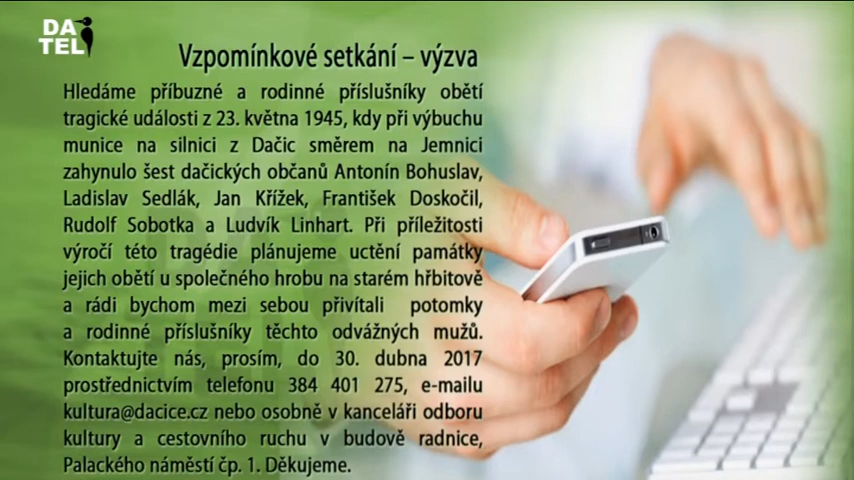 DA
TEL
Vzpomínkové setkání – výzva
Hledáme příbuzné a rodinné příslušníky obětí
tragické události z 23. května 1945, kdy při výbuchu
munice na silnici z Dačic směrem na Jemnici
zahynulo šest dačických občanů Antonín Bohuslav,
Ladislav Sedlák, Jan Křížek, František Doskočil,
Rudolf Sobotka a Ludvík Linhart. Při příležitosti
výročí této tragédie plánujeme uctění památky
jejich obětí u společného hrobu na starém hřbitově
a rádi bychom mezi sebou přivítali potomky
a rodinné příslušníky těchto odvážných mužů.
Kontaktujte nás, prosím, do 30. dubna 2017
prostřednictvím telefonu 384 401 275, e-mailu
kultura@dacice.cz nebo osobně v kanceláři odboru
kultury a cestovního ruchu v budově radnice,
Palackého náměstí čp. 1. Děkujeme.